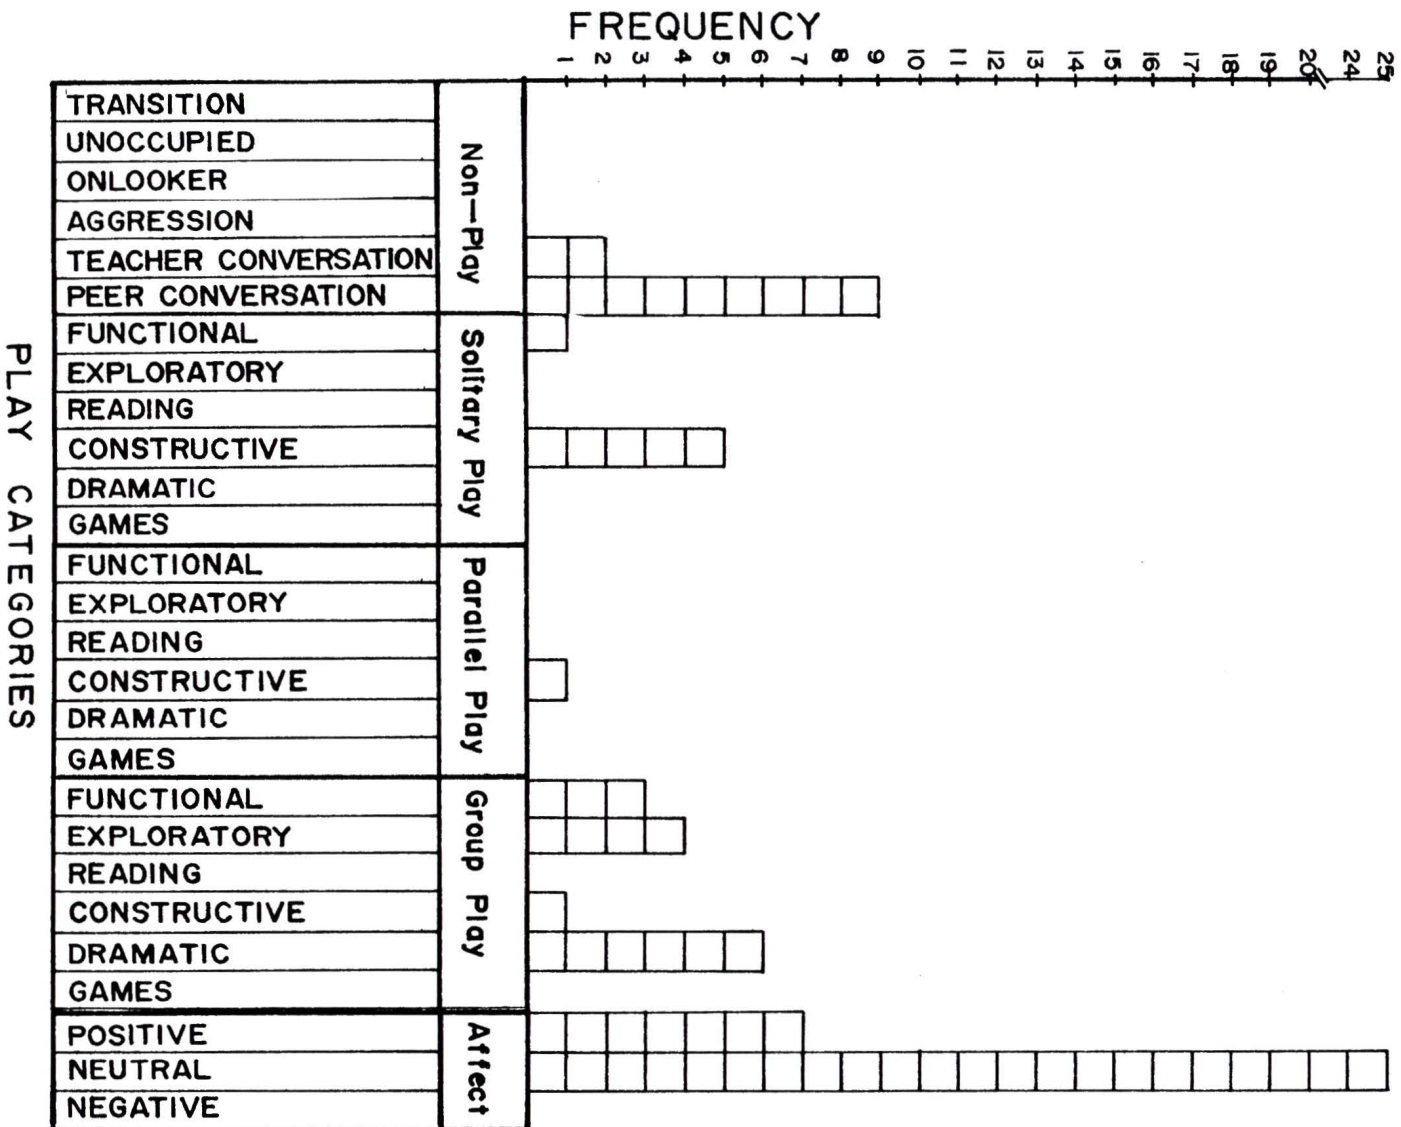 FREQUENCY
1 2 3 4 5 6 7 8 9 10 11 12 13 14 15 16 17 18 19 20 24 25
PLAY CATEGORIES
Non-Play
TRANSITION
UNOCCUPIED
ONLOOKER
AGGRESSION
TEACHER CONVERSATION
PEER CONVERSATION
Solitary Play
FUNCTIONAL
EXPLORATORY
READING
CONSTRUCTIVE
DRAMATIC
GAMES
Parallel Play
FUNCTIONAL
EXPLORATORY
READING
CONSTRUCTIVE
DRAMATIC
GAMES
Group Play
FUNCTIONAL
EXPLORATORY
READING
CONSTRUCTIVE
DRAMATIC
GAMES
Affect
POSITIVE
NEUTRAL
NEGATIVE